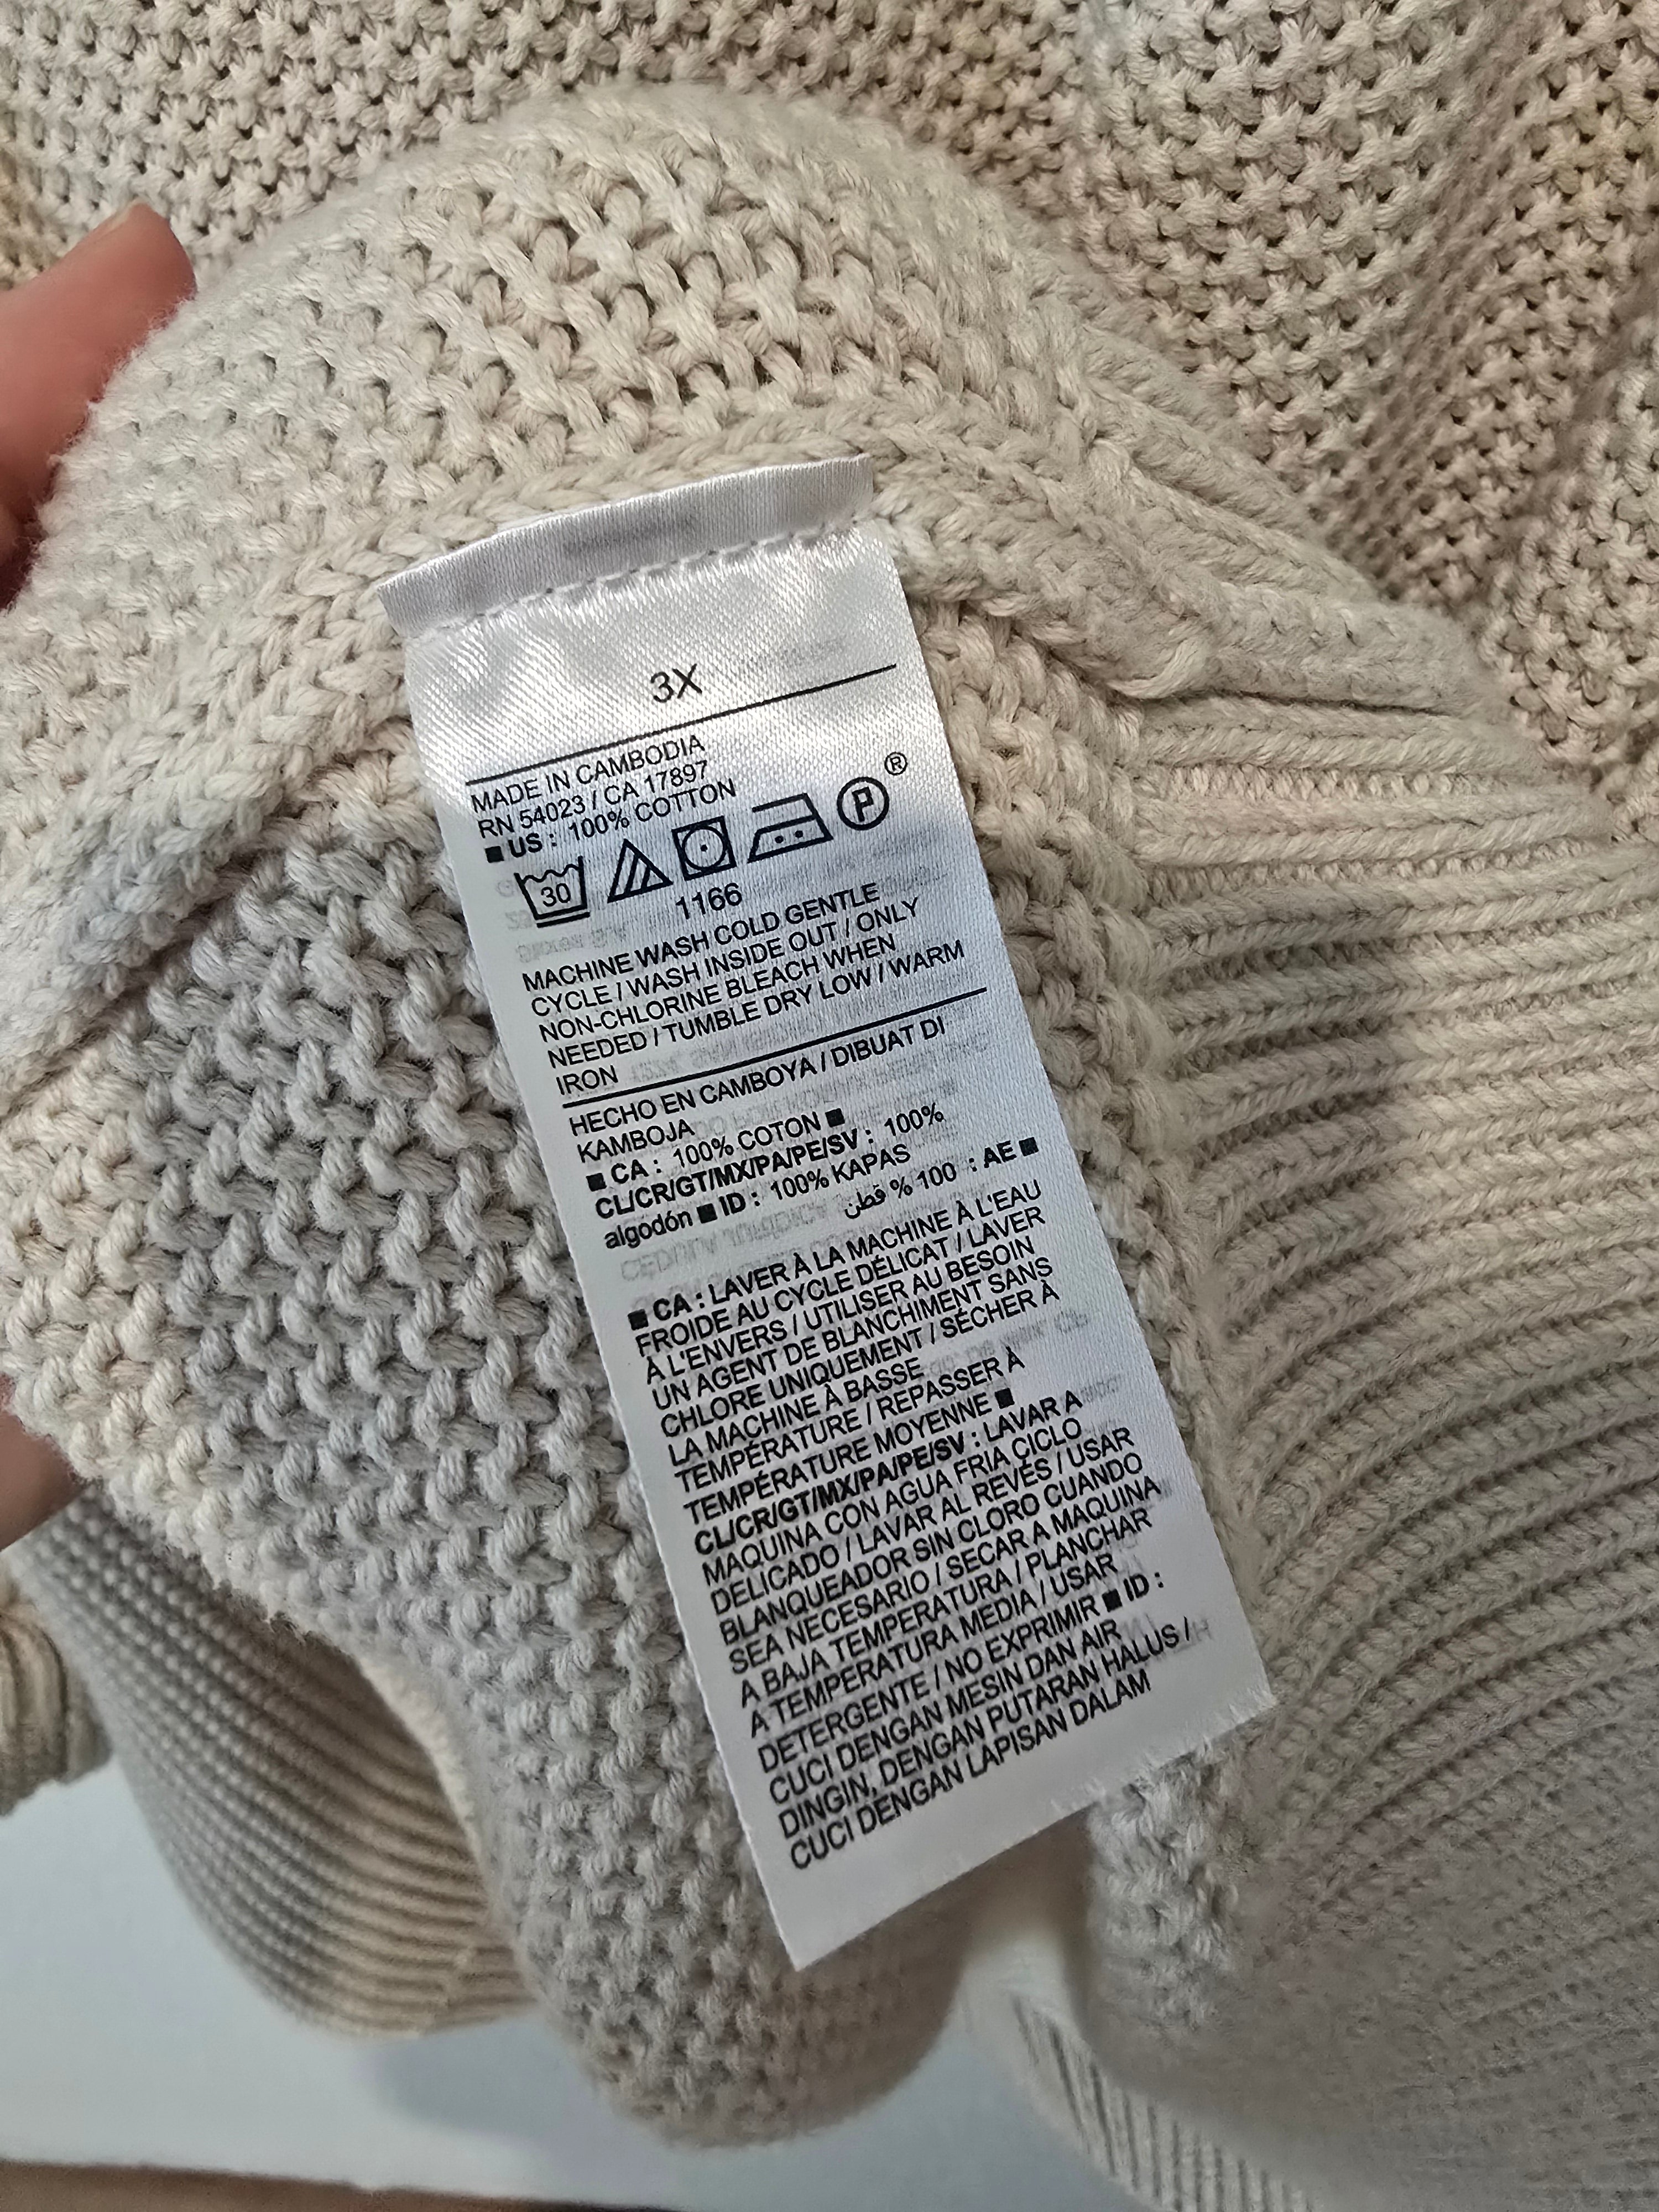 3X
MADE IN CAMBODIA
RN 54023 / CA 17897
■ US : 100% COTTON
30 P ®
1166
MACHINE WASH COLD GENTLE
CYCLE / WASH INSIDE OUT / ONLY
NON-CHLORINE BLEACH WHEN
NEEDED / TUMBLE DRY LOW / WARM
IRON
HECHO EN CAMBOYA / DIBUAT DI
KAMBOJA
■ CA : 100% COTON ■
CL/CR/GT/MX/PA/PE/SV : 100%
algodón ■ ID : 100% KAPAS
قطن % 100 : AE ■
■ CA : LAVER À LA MACHINE À L'EAU
FROIDE AU CYCLE DÉLICAT / LAVER
À L'ENVERS / UTILISER AU BESOIN
UN AGENT DE BLANCHIMENT SANS
CHLORE UNIQUEMENT / SÉCHER À
LA MACHINE À BASSE
TEMPÉRATURE / REPASSER À
TEMPÉRATURE MOYENNE ■
CL/CR/GT/MX/PA/PE/SV : LAVAR A
MAQUINA CON AGUA FRIA CICLO
DELICADO / LAVAR AL REVÉS / USAR
BLANQUEADOR SIN CLORO CUANDO
SEA NECESARIO / SECAR A MAQUINA
A BAJA TEMPERATURA / PLANCHAR
A TEMPERATURA MEDIA / USAR
DETERGENTE / NO EXPRIMIR ■ ID :
CUCI DENGAN MESIN DAN AIR
DINGIN, DENGAN PUTARAN HALUS /
CUCI DENGAN LAPISAN DALAM